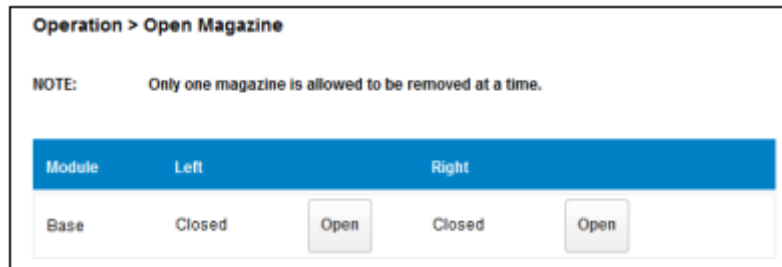 Operation > Open Magazine
NOTE: Only one magazine is allowed to be removed at a time.
Module Left Right
Base Closed Open Closed Open